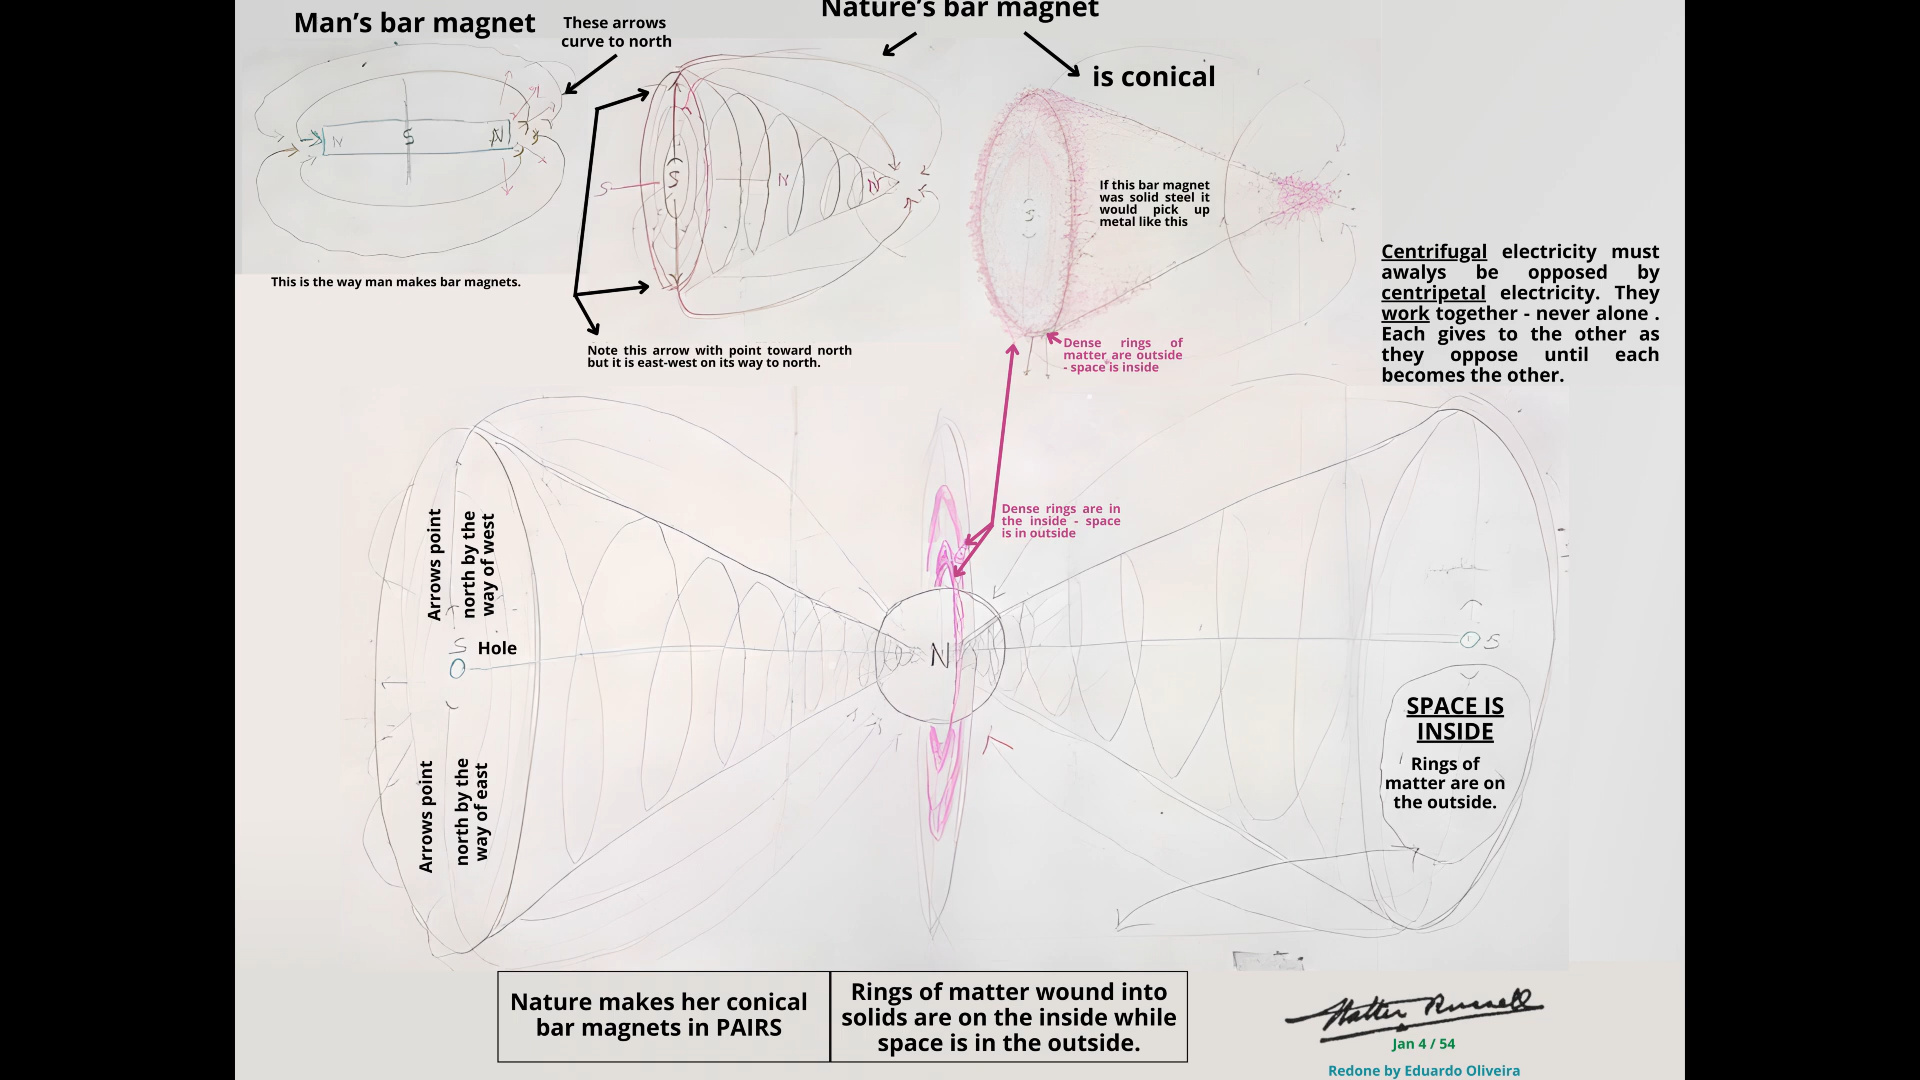 Man's bar magnet
These arrows
curve to north
Nature's bar magnet
is conical
N
S
N
S
S
N
N
S
If this bar magnet
was solid steel it
would pick up
metal like this
This is the way man makes bar magnets.
Note this arrow with point toward north
but it is east-west on its way to north.
Dense rings of
matter are outside
- space is inside
Centrifugal electricity must
awalys be opposed by
centripetal electricity. They
work together - never alone .
Each gives to the other as
they oppose until each
becomes the other.
Dense rings are in
the inside - space
is in outside
Arrows point
north by the
way of west
S
Hole
N
S
Arrows point
north by the
way of east
SPACE IS
INSIDE
Rings of
matter are on
the outside.
Nature makes her conical
bar magnets in PAIRS
Rings of matter wound into
solids are on the inside while
space is in the outside.
Walter Russell
Jan 4 / 54
Redone by Eduardo Oliveira